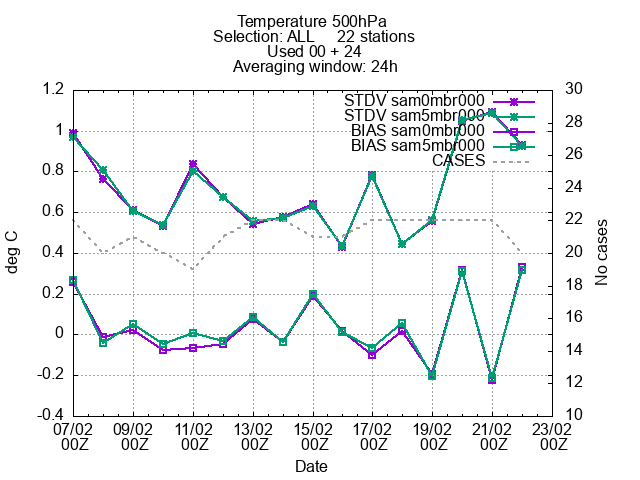 Temperature 500hPa
Selection: ALL 22 stations
Used 00 + 24
Averaging window: 24h
STDV sam0mbr000
STDV sam5mbr000
BIAS sam0mbr000
BIAS sam5mbr000
CASES
1.2
1
0.8
0.6
0.4
0.2
0
-0.2
-0.4
deg C
30
28
26
24
22
20
18
16
14
12
10
No cases
07/02 09/02 11/02 13/02 15/02 17/02 19/02 21/02 23/02
00Z 00Z 00Z 00Z 00Z 00Z 00Z 00Z 00Z
Date